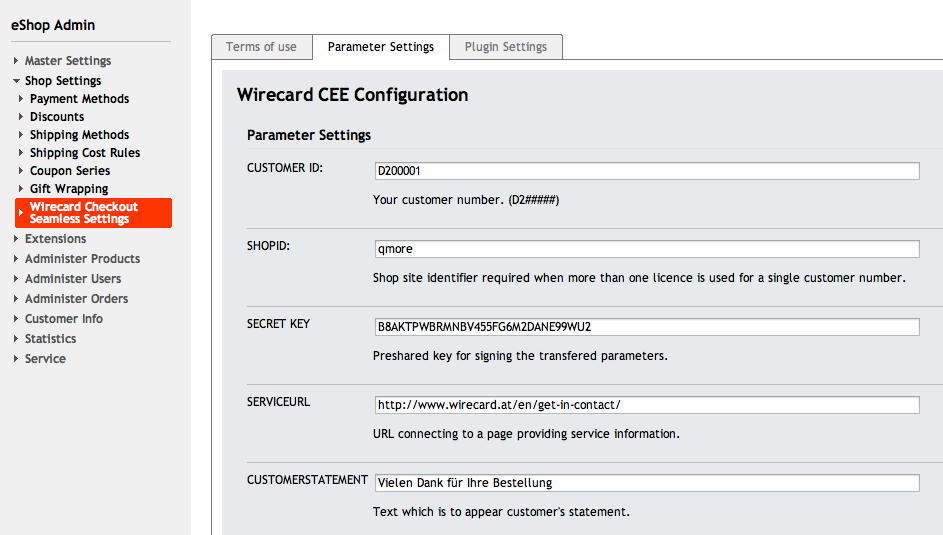 eShop Admin
Master Settings
Shop Settings
Payment Methods
Discounts
Shipping Methods
Shipping Cost Rules
Coupon Series
Gift Wrapping
Wirecard Checkout
Seamless Settings
Extensions
Administer Products
Administer Users
Administer Orders
Customer Info
Statistics
Service
Terms of use
Parameter Settings
Plugin Settings
Wirecard CEE Configuration
Parameter Settings
CUSTOMER ID:
D200001
Your customer number. (D2#####)
SHOPID:
qmore
Shop site identifier required when more than one licence is used for a single customer number.
SECRET KEY
B8AKTPWBRMNBV455FG6M2DANE99WU2
Preshared key for signing the transfered parameters.
SERVICEURL
http://www.wirecard.at/en/get-in-contact/
URL connecting to a page providing service information.
CUSTOMERSTATEMENT
Vielen Dank für Ihre Bestellung
Text which is to appear customer's statement.